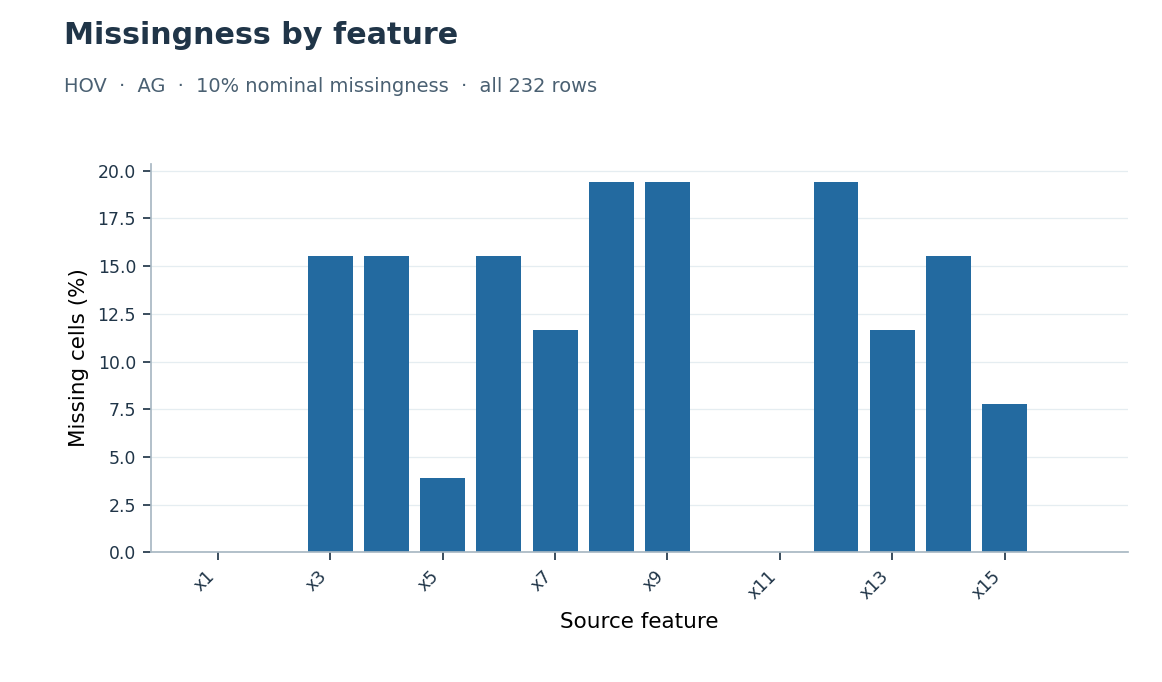 Missingness by feature
HOV · AG · 10% nominal missingness · all 232 rows
20.0
17.5
15.0
12.5
10.0
7.5
5.0
2.5
0.0
Missing cells (%)
x1 x3 x5 x7 x9 x11 x13 x15
Source feature